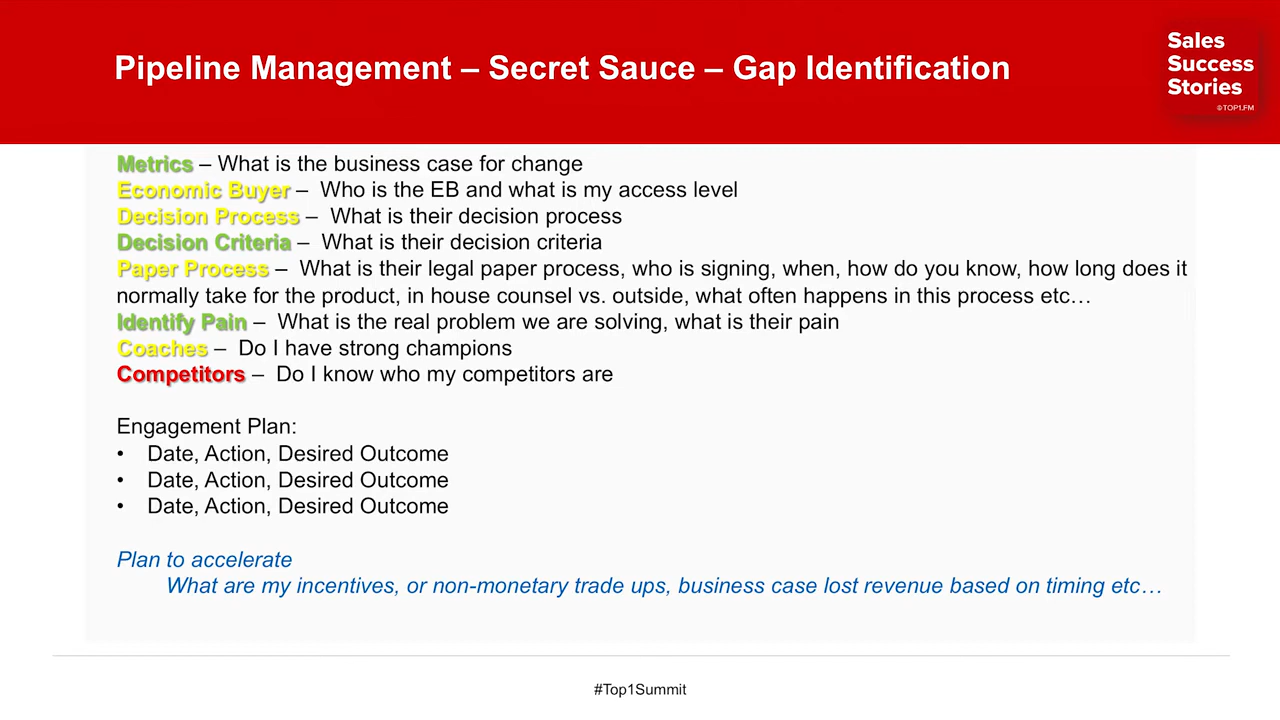 Pipeline Management – Secret Sauce – Gap Identification
Sales
Success
Stories
©TOP1.FM
Metrics – What is the business case for change
Economic Buyer – Who is the EB and what is my access level
Decision Process – What is their decision process
Decision Criteria – What is their decision criteria
Paper Process – What is their legal paper process, who is signing, when, how do you know, how long does it
normally take for the product, in house counsel vs. outside, what often happens in this process etc…
Identify Pain – What is the real problem we are solving, what is their pain
Coaches – Do I have strong champions
Competitors – Do I know who my competitors are
Engagement Plan:
• Date, Action, Desired Outcome
• Date, Action, Desired Outcome
• Date, Action, Desired Outcome
Plan to accelerate
What are my incentives, or non-monetary trade ups, business case lost revenue based on timing etc…
#Top1Summit